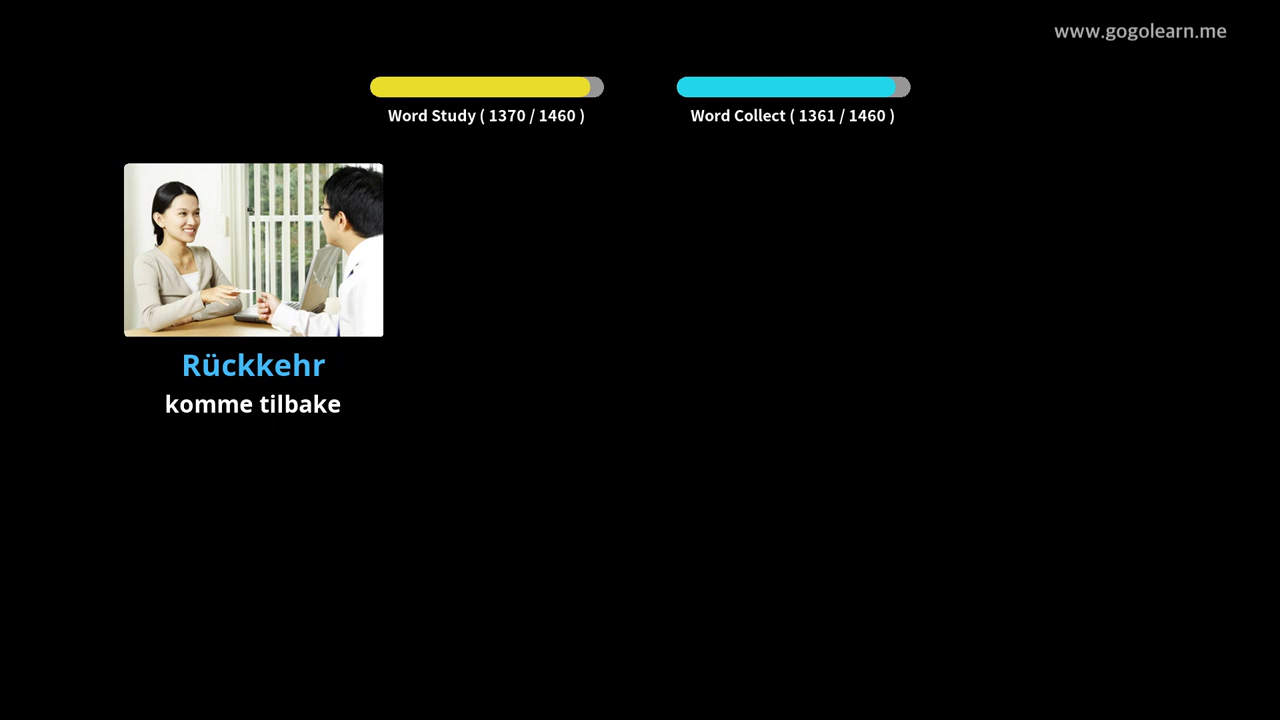 www.gogolearn.me
Word Study ( 1370 / 1460 )
Word Collect ( 1361 / 1460 )
Rückkehr
komme tilbake